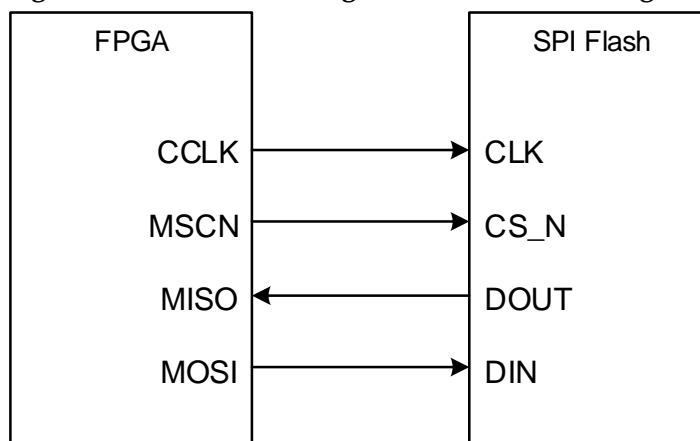 FPGA SPI Flash
CCLK CLK
MSCN CS_N
MISO DOUT
MOSI DIN